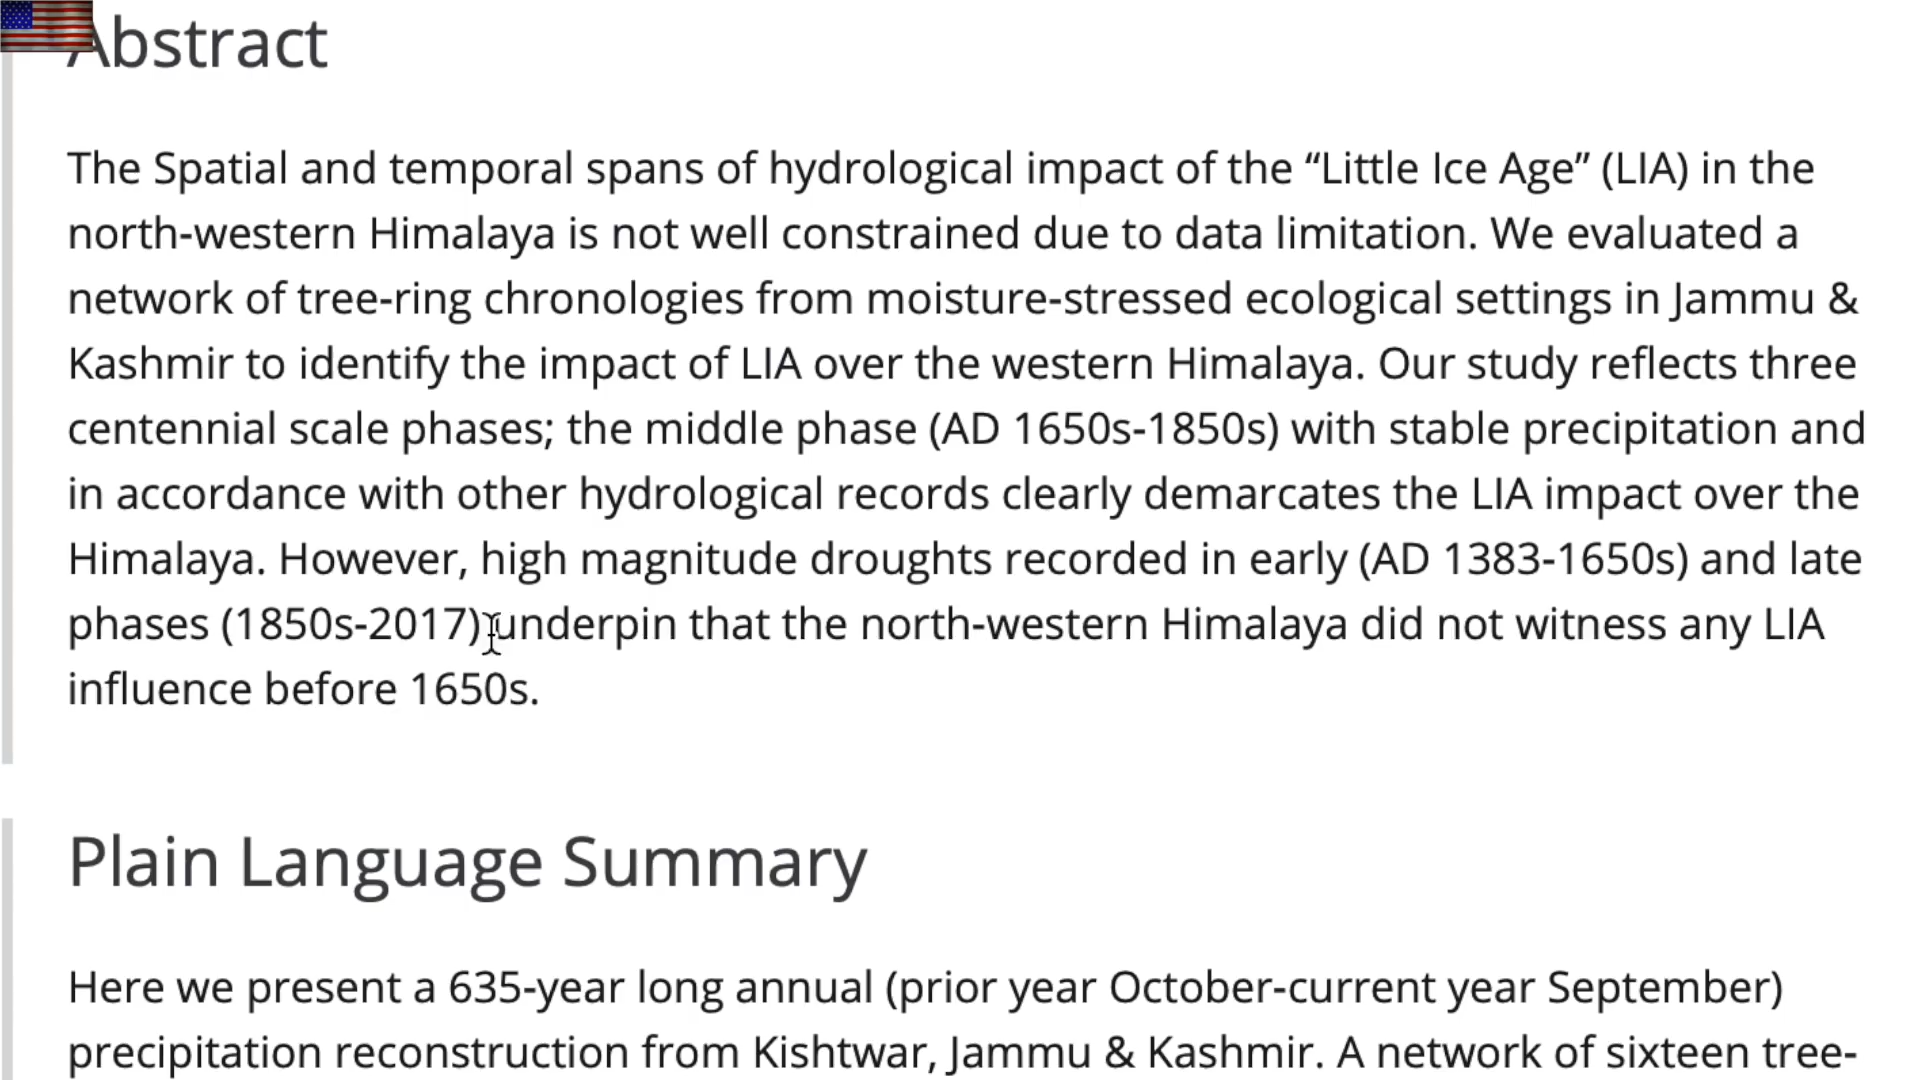 Abstract
The Spatial and temporal spans of hydrological impact of the “Little Ice Age” (LIA) in the
north-western Himalaya is not well constrained due to data limitation. We evaluated a
network of tree-ring chronologies from moisture-stressed ecological settings in Jammu &
Kashmir to identify the impact of LIA over the western Himalaya. Our study reflects three
centennial scale phases; the middle phase (AD 1650s-1850s) with stable precipitation and
in accordance with other hydrological records clearly demarcates the LIA impact over the
Himalaya. However, high magnitude droughts recorded in early (AD 1383-1650s) and late
phases (1850s-2017) underpin that the north-western Himalaya did not witness any LIA
influence before 1650s.
Plain Language Summary
Here we present a 635-year long annual (prior year October-current year September)
precipitation reconstruction from Kishtwar, Jammu & Kashmir. A network of sixteen tree-